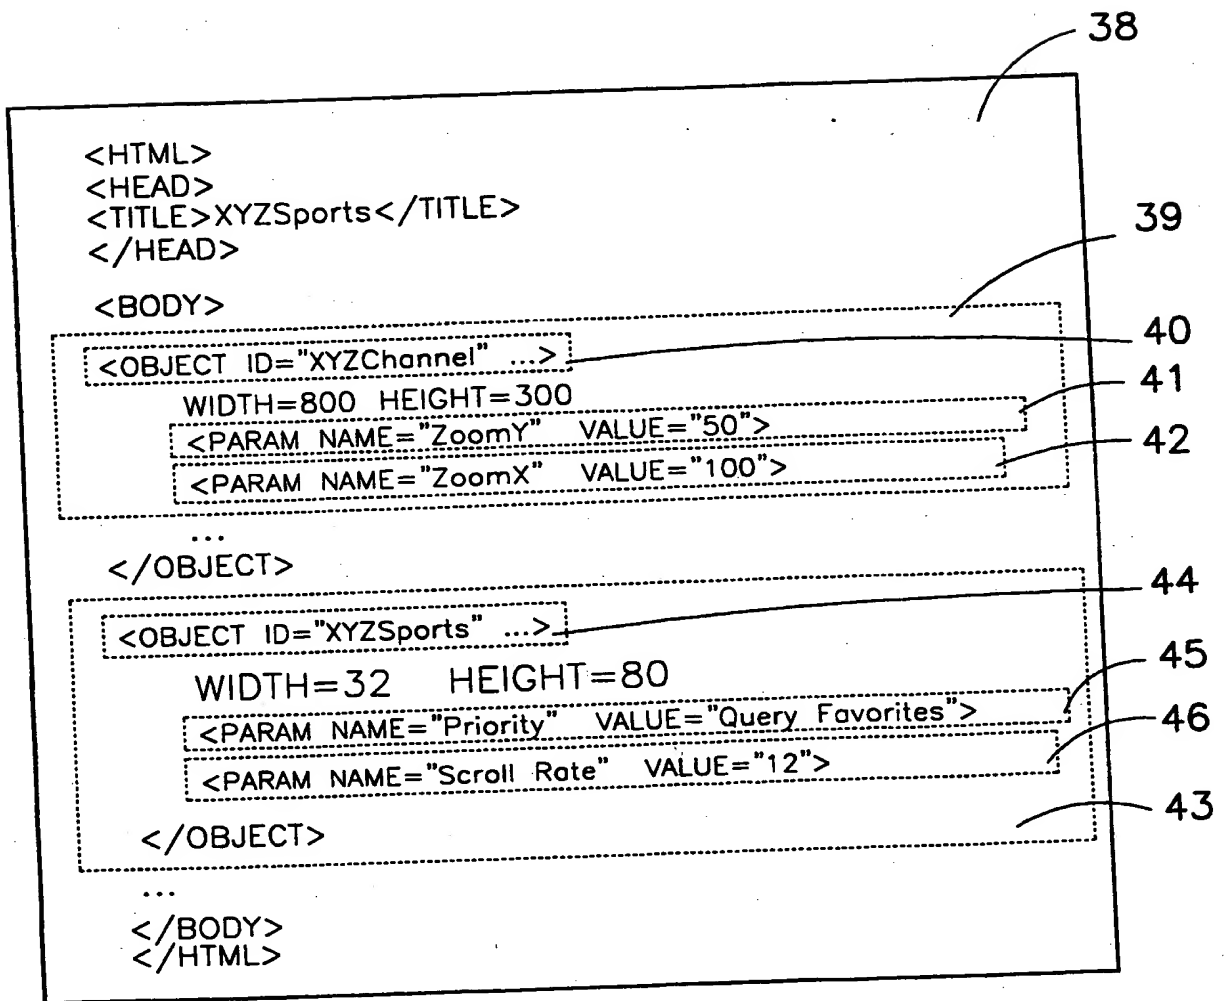 38
<HTML>
<HEAD>
<TITLE>XYZSports</TITLE>
</HEAD>
39
<BODY>
<OBJECT ID="XYZChannel" ...>
40
WIDTH=800 HEIGHT=300
41
<PARAM NAME="ZoomY" VALUE="50">
42
<PARAM NAME="ZoomX" VALUE="100">
...
</OBJECT>
44
<OBJECT ID="XYZSports" ...>
WIDTH=32 HEIGHT=80
45
<PARAM NAME="Priority" VALUE="Query Favorites">
46
<PARAM NAME="Scroll Rate" VALUE="12">
43
</OBJECT>
...
</BODY>
</HTML>